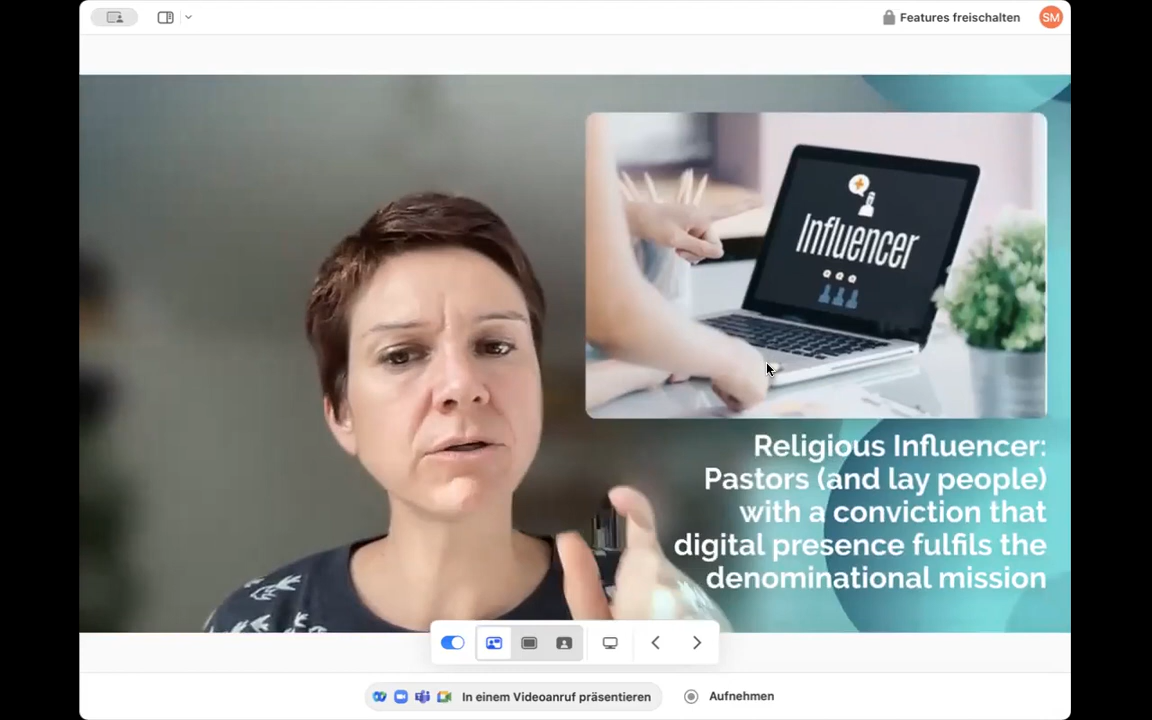 Features freischalten
SM
Influencer
Religious Influencer:
Pastors (and lay people)
with a conviction that
digital presence fulfils the
denominational mission
In einem Videoanruf präsentieren
Aufnehmen